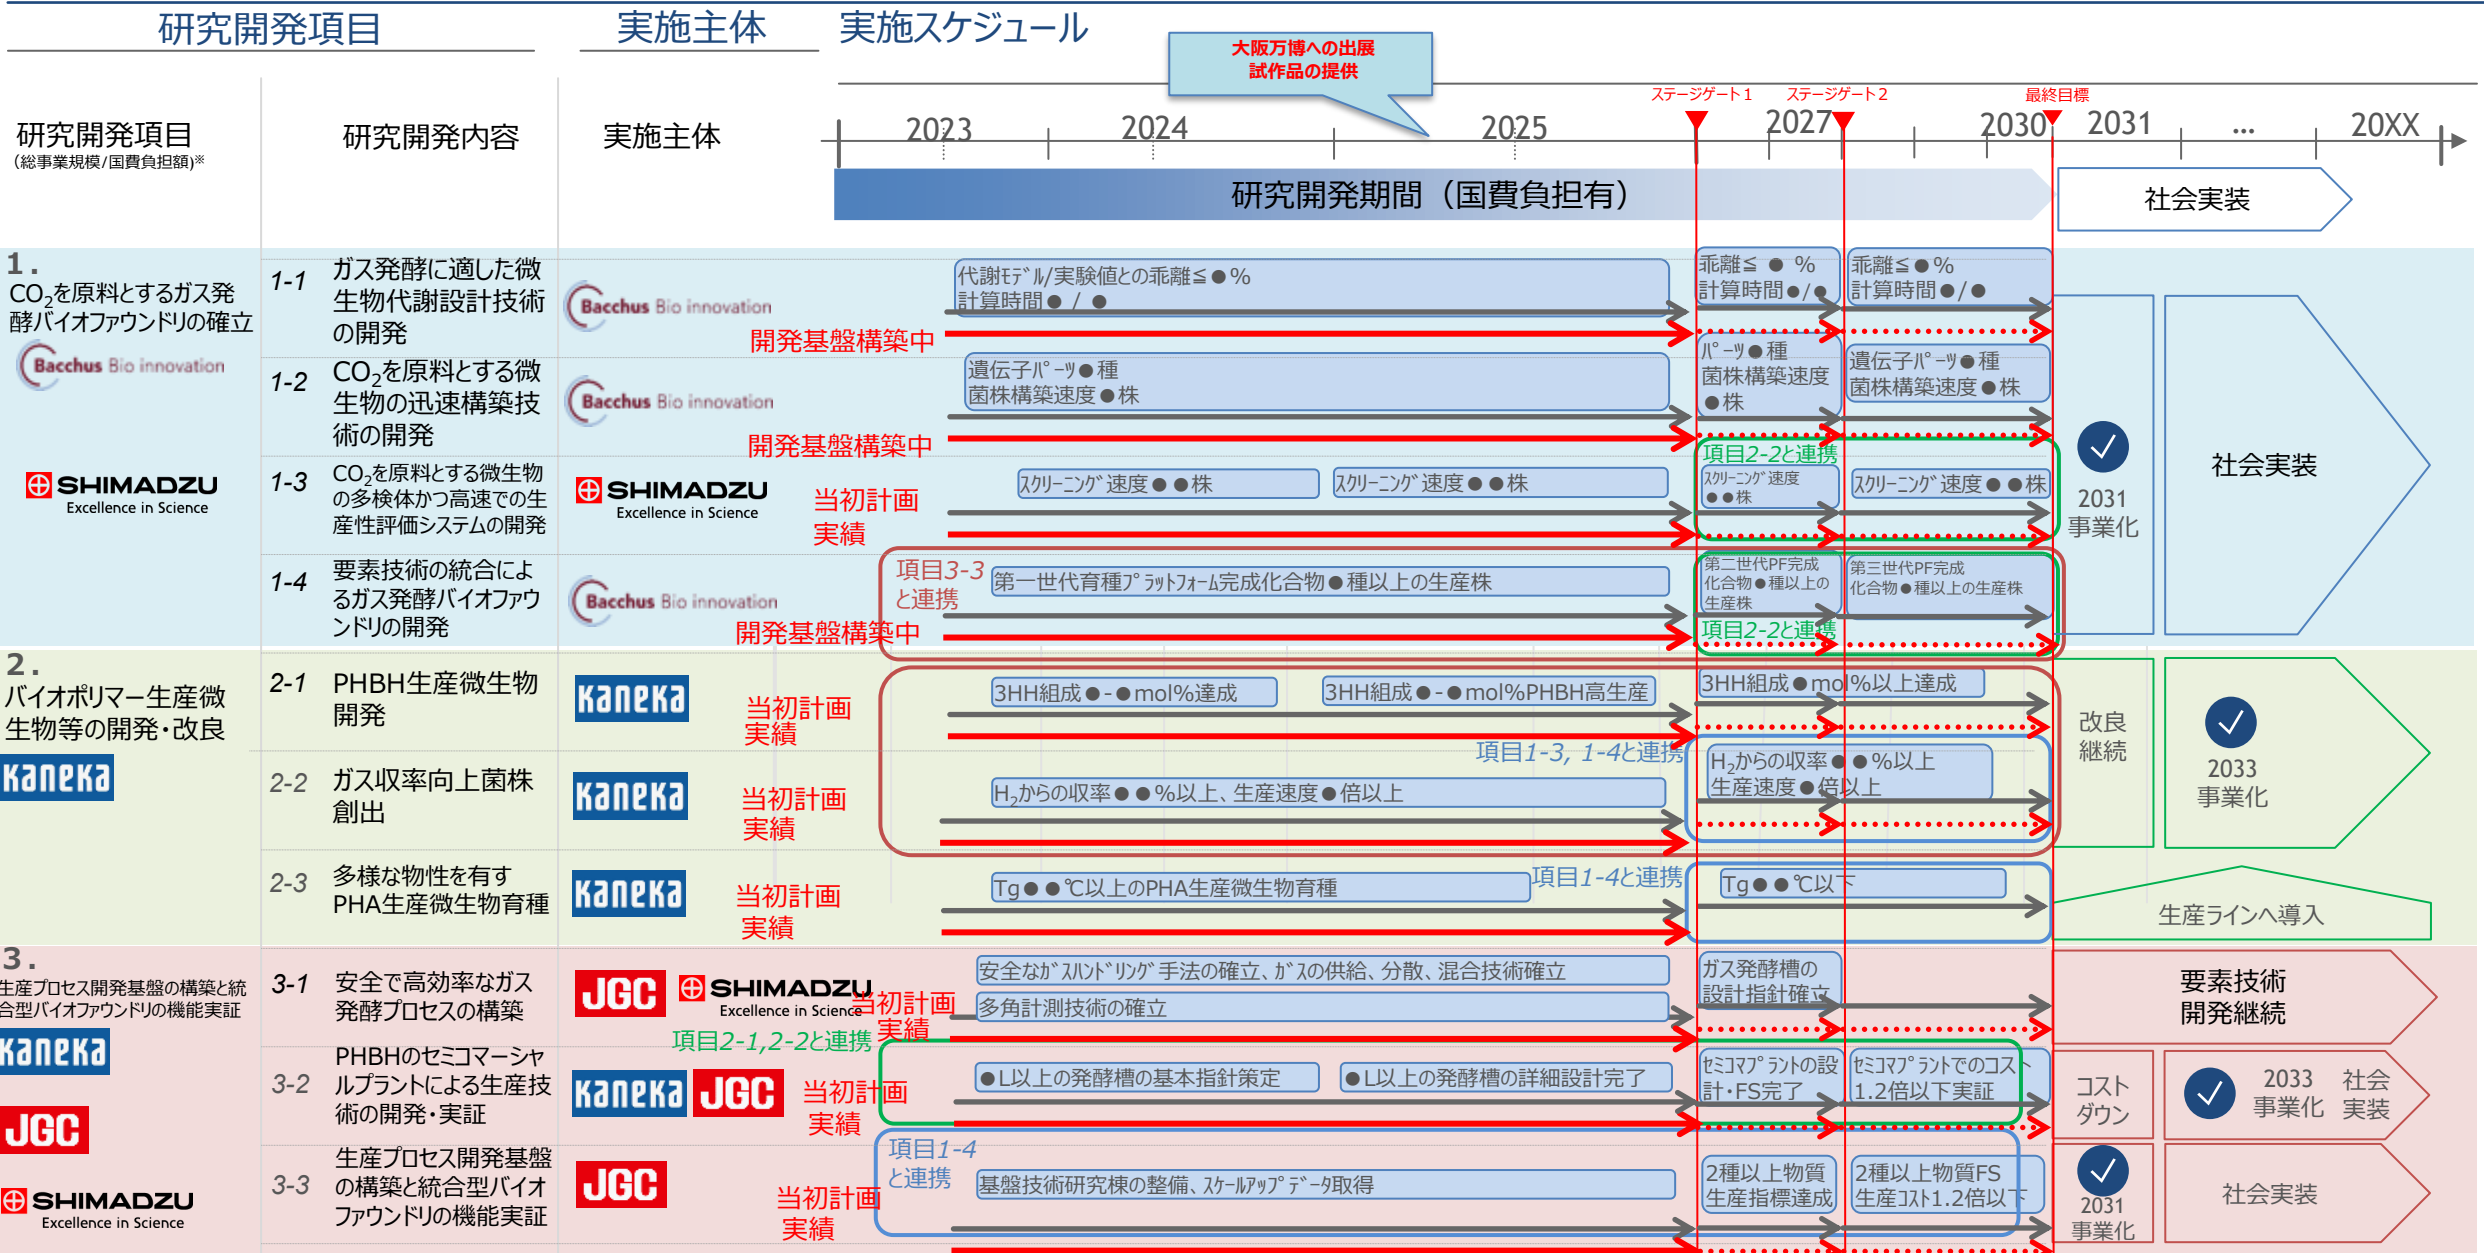 研究開発項目
実施主体
実施スケジュール
大阪万博への出展
試作品の提供
ステージゲート1
ステージゲート2
最終目標
研究開発項目
(総事業規模/国費負担額)※
研究開発内容
実施主体
2023
2024
2025
2027
2030
2031
...
20XX
研究開発期間（国費負担有）
社会実装
1.
CO2を原料とするガス発
酵バイオファウンドリの確立
Bacchus Bio innovation
SHIMADZU
Excellence in Science
1-1
ガス発酵に適した微
生物代謝設計技術
の開発
Bacchus Bio innovation
開発基盤構築中
代謝ﾓﾃﾞﾙ/実験値との乖離≦●%
計算時間● / ●
乖離≦ ● %
計算時間●/●
乖離≦●%
計算時間●/●
1-2
CO2を原料とする微
生物の迅速構築技
術の開発
Bacchus Bio innovation
開発基盤構築中
遺伝子ﾊﾟｰﾂ●種
菌株構築速度●株
ﾊﾟｰﾂ●種
菌株構築速度
●株
遺伝子ﾊﾟｰﾂ●種
菌株構築速度●株
1-3
CO2を原料とする微生物
の多検体かつ高速での生
産性評価システムの開発
SHIMADZU
Excellence in Science
当初計画
実績
ｽｸﾘｰﾆﾝｸﾞ速度●●株
ｽｸﾘｰﾆﾝｸﾞ速度●●株
項目2-2と連携
ｽｸﾘｰﾆﾝｸﾞ速度
●●株
ｽｸﾘｰﾆﾝｸﾞ速度●●株
1-4
要素技術の統合によ
るガス発酵バイオファウ
ンドリの開発
Bacchus Bio innovation
開発基盤構築中
項目3-3
と連携
第一世代育種ﾌﾟﾗｯﾄﾌｫｰﾑ完成化合物●種以上の生産株
第二世代PF完成
化合物●種以上の
生産株
項目2-2と連携
第三世代PF完成
化合物●種以上の生産株
2031
事業化
社会実装
2.
バイオポリマー生産微
生物等の開発・改良
Kaneka
2-1
PHBH生産微生物
開発
Kaneka
当初計画
実績
3HH組成●-●mol%達成
3HH組成●-●mol%PHBH高生産
3HH組成●mol%以上達成
2-2
ガス収率向上菌株
創出
Kaneka
当初計画
実績
H2からの収率●●%以上、生産速度●倍以上
項目1-3, 1-4と連携
H2からの収率●●%以上
生産速度●倍以上
2-3
多様な物性を有す
PHA生産微生物育種
Kaneka
当初計画
実績
Tg●●℃以上のPHA生産微生物育種
項目1-4と連携
Tg●●℃以下
改良
継続
2033
事業化
生産ラインへ導入
3.
生産プロセス開発基盤の構築と統
合型バイオファウンドリの機能実証
Kaneka
JGC
SHIMADZU
Excellence in Science
3-1
安全で高効率なガス
発酵プロセスの構築
JGC
SHIMADZU
Excellence in Science
当初計画
実績
安全なｶﾞｽﾊﾝﾄﾞﾘﾝｸﾞ手法の確立、ｶﾞｽの供給、分散、混合技術確立
多角計測技術の確立
ガス発酵槽の
設計指針確立
要素技術
開発継続
項目2-1,2-2と連携
3-2
PHBHのセミコマーシャ
ルプラントによる生産技
術の開発・実証
Kaneka
JGC
当初計画
実績
●L以上の発酵槽の基本指針策定
●L以上の発酵槽の詳細設計完了
ｾﾐｺﾏﾌﾟﾗﾝﾄの設
計・FS完了
ｾﾐｺﾏﾌﾟﾗﾝﾄでのコスト
1.2倍以下実証
コスト
ダウン
2033
事業化
社会
実装
3-3
生産プロセス開発基盤
の構築と統合型バイオ
ファウンドリの機能実証
JGC
当初計画
実績
項目1-4
と連携
基盤技術研究棟の整備、ｽｹｰﾙｱｯﾌﾟﾃﾞｰﾀ取得
2種以上物質
生産指標達成
2種以上物質FS
生産ｺｽﾄ1.2倍以下
2031
事業化
社会実装